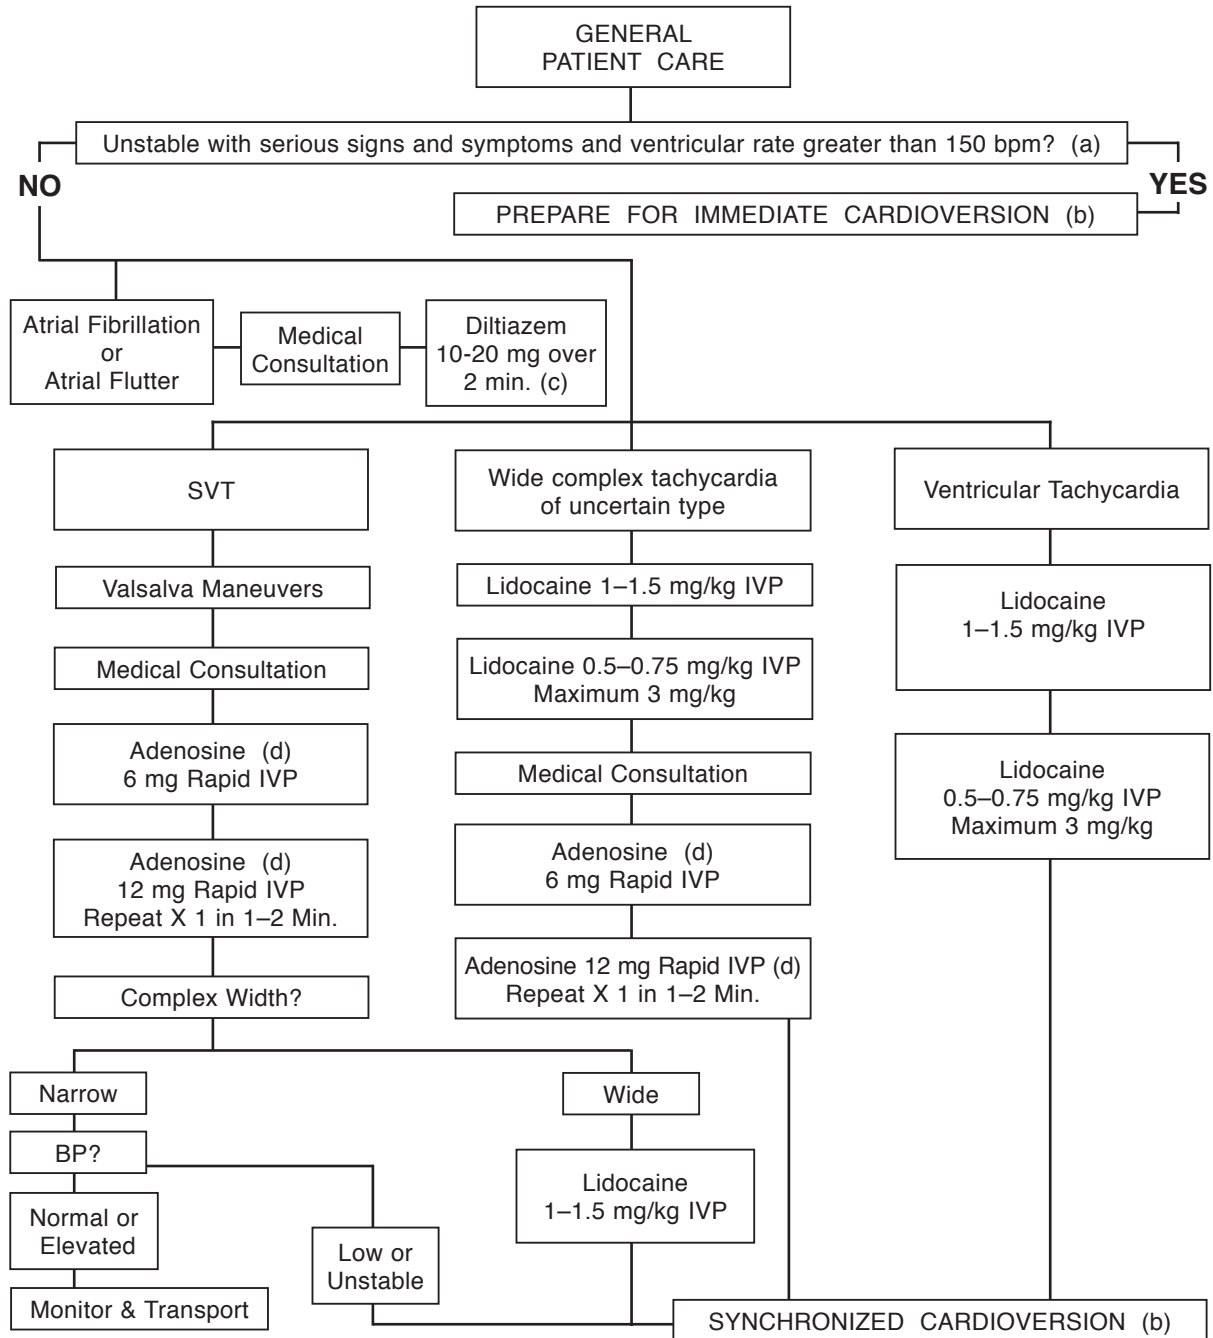 GENERAL
PATIENT CARE
Unstable with serious signs and symptoms and ventricular rate greater than 150 bpm? (a)
NO
YES
PREPARE FOR IMMEDIATE CARDIOVERSION (b)
Atrial Fibrillation
or
Atrial Flutter
Medical
Consultation
Diltiazem
10-20 mg over
2 min. (c)
SVT
Valsalva Maneuvers
Medical Consultation
Adenosine (d)
6 mg Rapid IVP
Adenosine (d)
12 mg Rapid IVP
Repeat X 1 in 1–2 Min.
Complex Width?
Wide complex tachycardia
of uncertain type
Lidocaine 1–1.5 mg/kg IVP
Lidocaine 0.5–0.75 mg/kg IVP
Maximum 3 mg/kg
Medical Consultation
Adenosine (d)
6 mg Rapid IVP
Adenosine 12 mg Rapid IVP (d)
Repeat X 1 in 1–2 Min.
Ventricular Tachycardia
Lidocaine
1–1.5 mg/kg IVP
Lidocaine
0.5–0.75 mg/kg IVP
Maximum 3 mg/kg
Narrow
BP?
Normal or
Elevated
Monitor & Transport
Low or
Unstable
Wide
Lidocaine
1–1.5 mg/kg IVP
SYNCHRONIZED CARDIOVERSION (b)